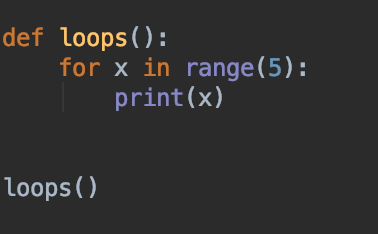 def loops():
    for x in range(5):
        print(x)
loops()